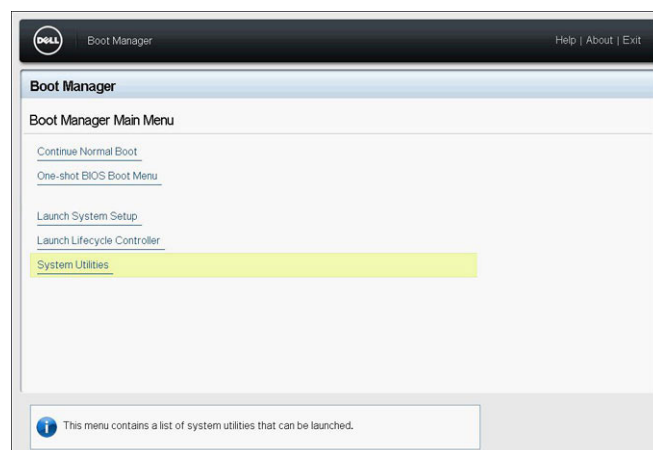 DELL Boot Manager Help | About | Exit
Boot Manager
Boot Manager Main Menu
Continue Normal Boot
One-shot BIOS Boot Menu
Launch System Setup
Launch Lifecycle Controller
System Utilities
This menu contains a list of system utilities that can be launched.